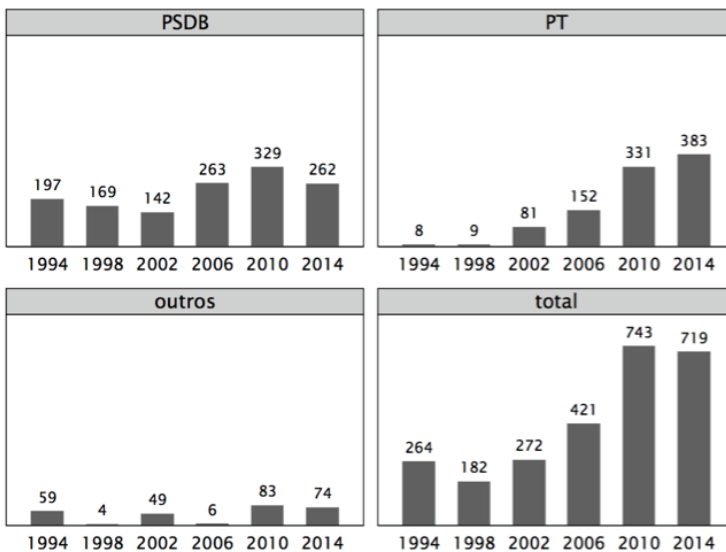 PSDB
197 169 142 263 329 262
1994 1998 2002 2006 2010 2014
PT
8 9 81 152 331 383
1994 1998 2002 2006 2010 2014
outros
59 4 49 6 83 74
1994 1998 2002 2006 2010 2014
total
264 182 272 421 743 719
1994 1998 2002 2006 2010 2014